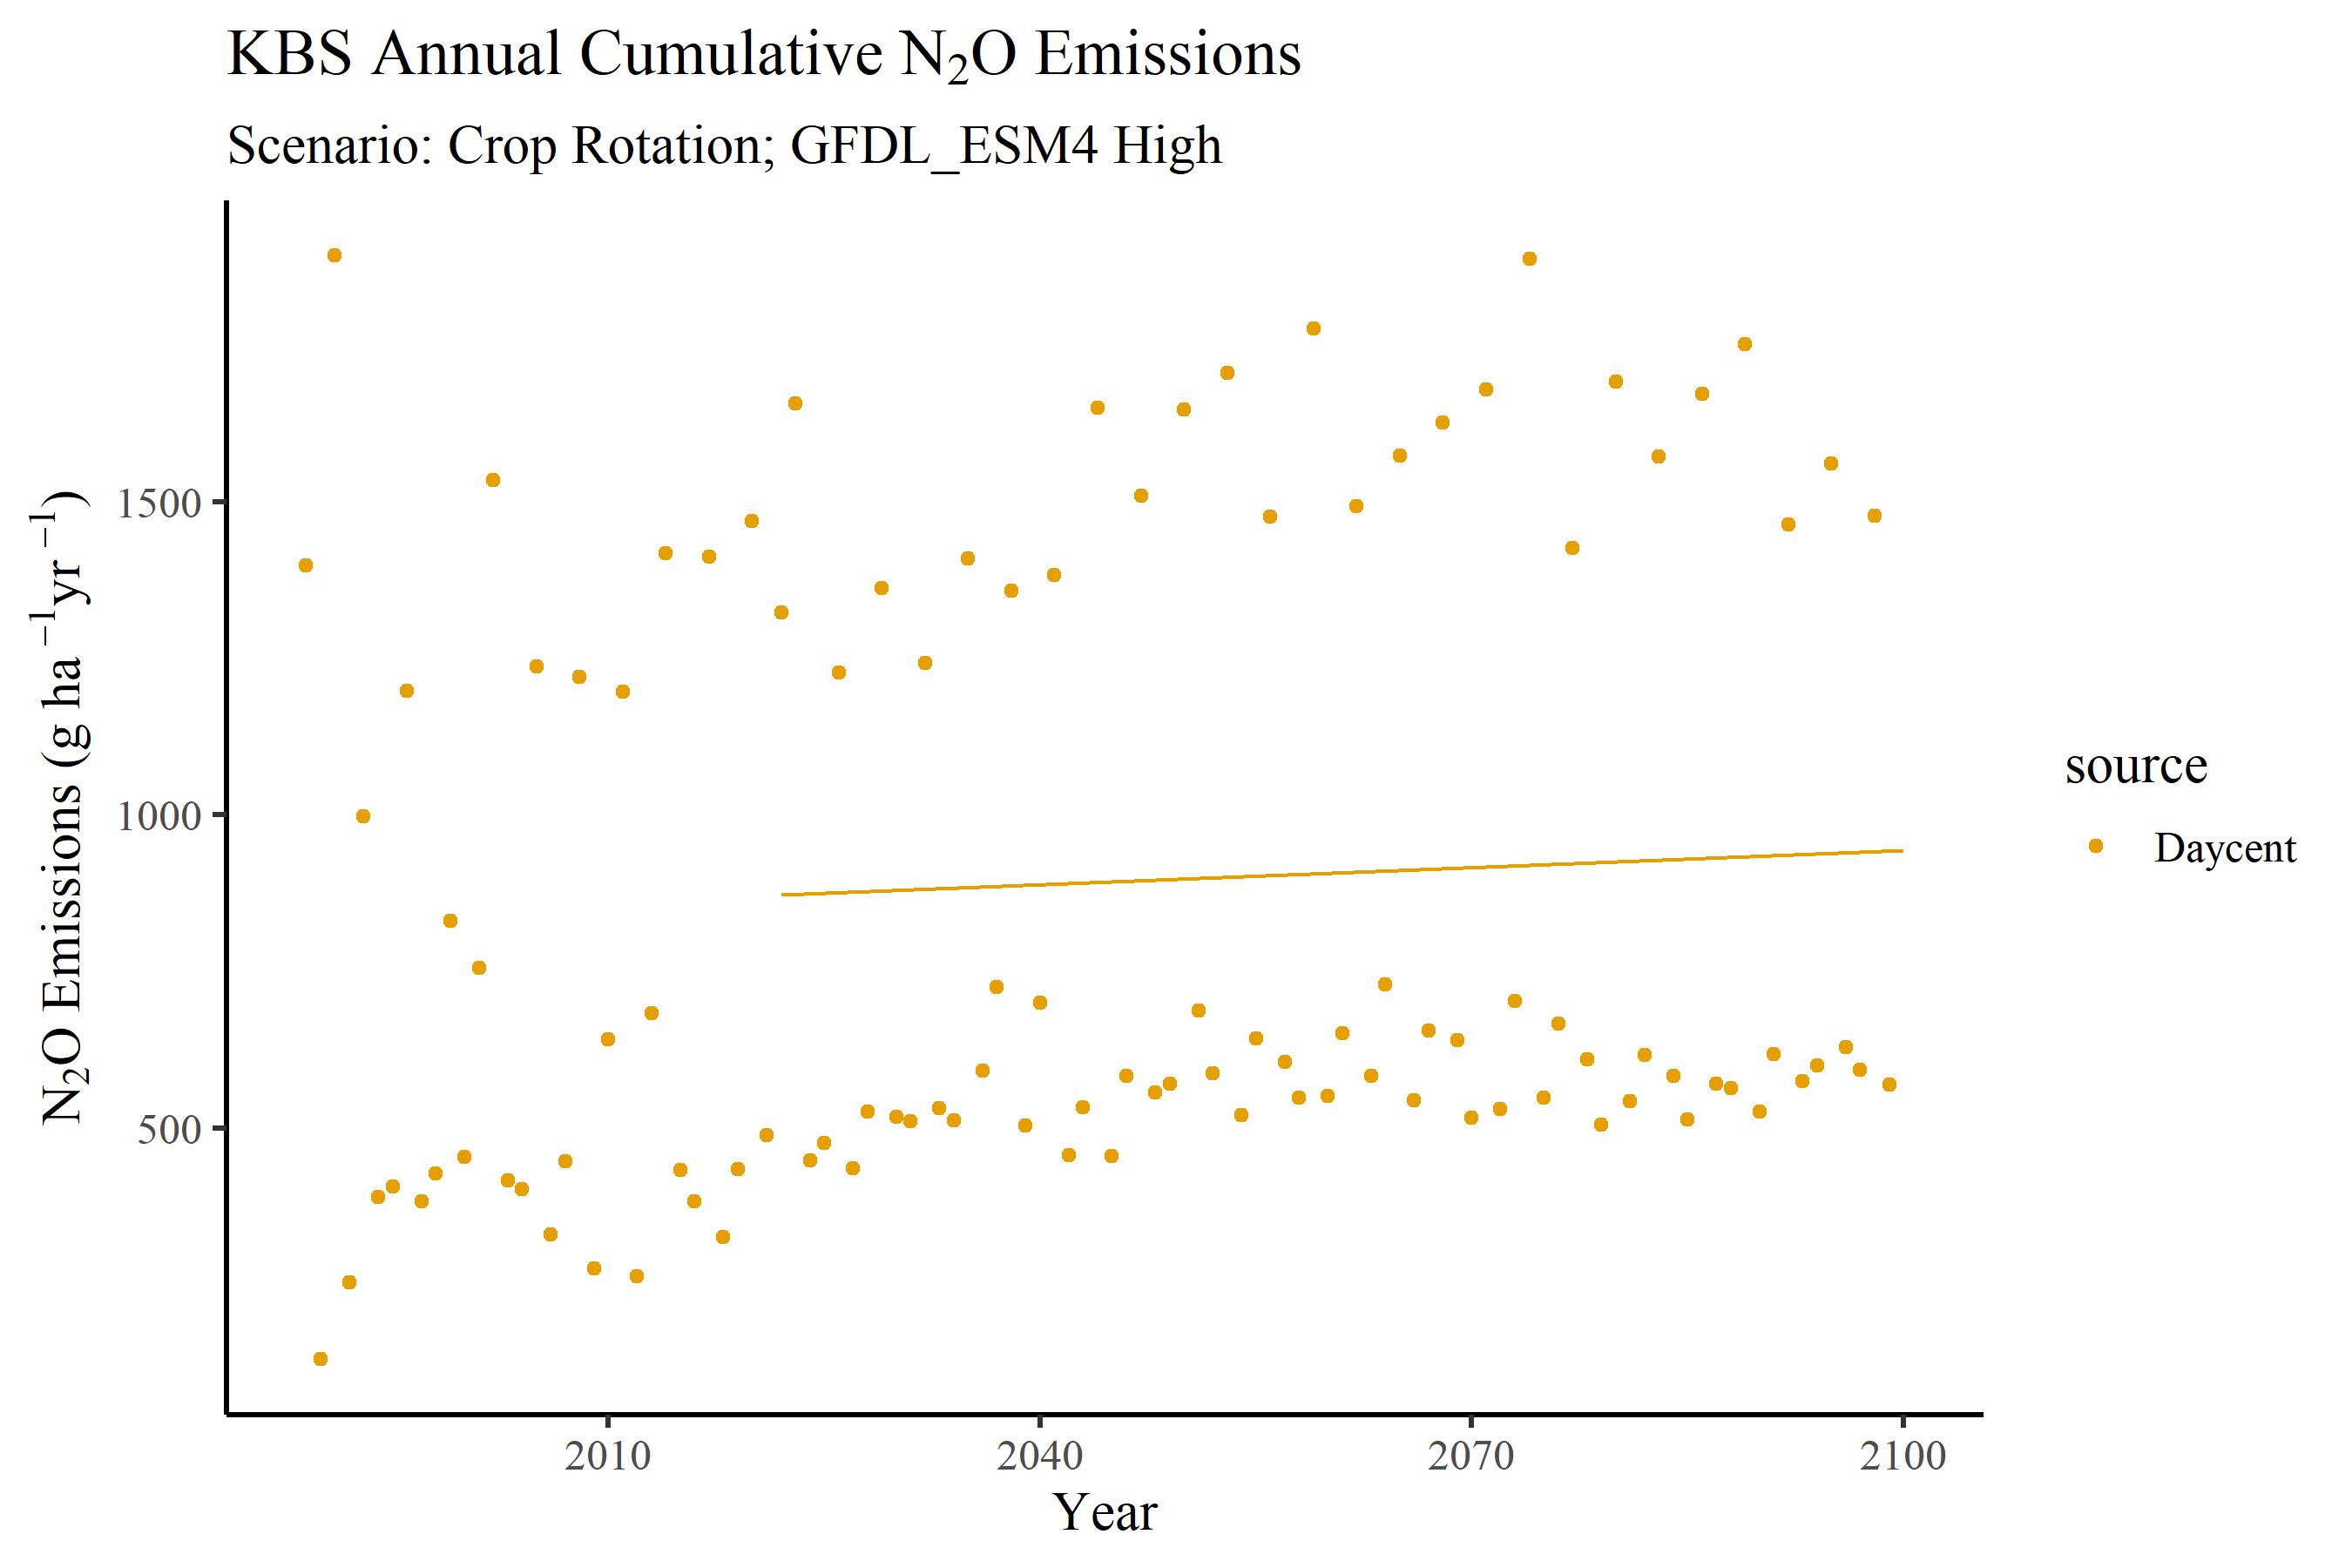 KBS Annual Cumulative N₂O Emissions
Scenario: Crop Rotation; GFDL_ESM4 High
N₂O Emissions (g ha ⁻¹yr ⁻¹)
1500
1000
500
2010 2040 2070 2100
Year
source
Daycent